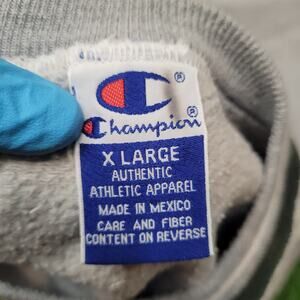 ®
Champion®
X LARGE
AUTHENTIC
ATHLETIC APPAREL
MADE IN MEXICO
CARE AND FIBER
CONTENT ON REVERSE